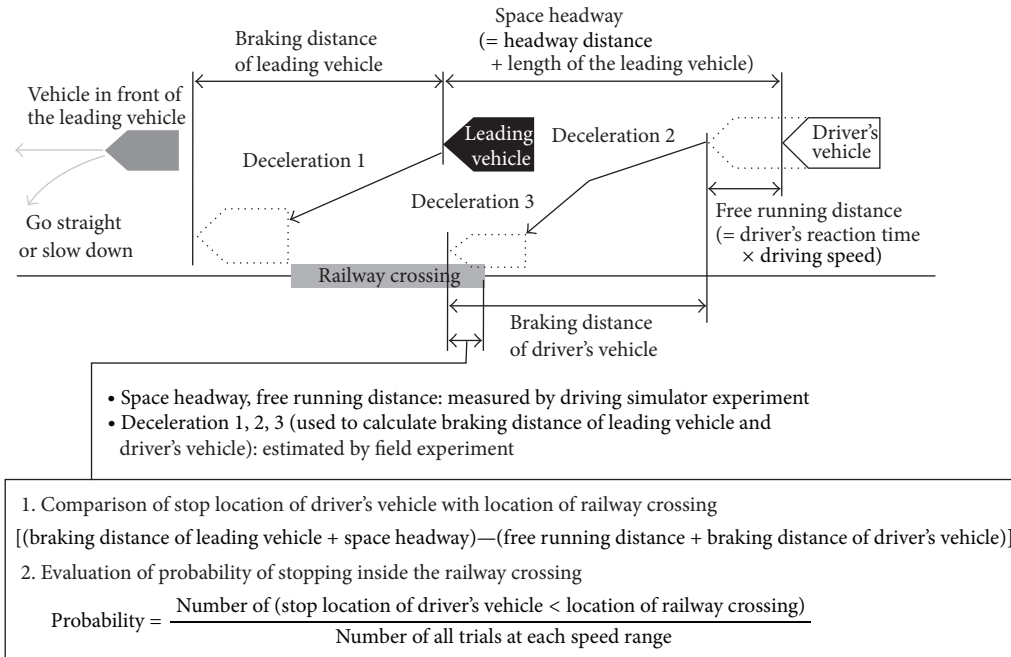 Space headway
(= headway distance
+ length of the leading vehicle)
Braking distance
of leading vehicle
Vehicle in front of
the leading vehicle
Leading
vehicle
Deceleration 2
Driver's
vehicle
Deceleration 1
Deceleration 3
Go straight
or slow down
Free running distance
(= driver's reaction time
× driving speed)
Railway crossing
Braking distance
of driver's vehicle
• Space headway, free running distance: measured by driving simulator experiment
• Deceleration 1, 2, 3 (used to calculate braking distance of leading vehicle and
driver's vehicle): estimated by field experiment
1. Comparison of stop location of driver's vehicle with location of railway crossing
[(braking distance of leading vehicle + space headway)—(free running distance + braking distance of driver's vehicle)]
2. Evaluation of probability of stopping inside the railway crossing
Probability = Number of (stop location of driver's vehicle < location of railway crossing)
Number of all trials at each speed range